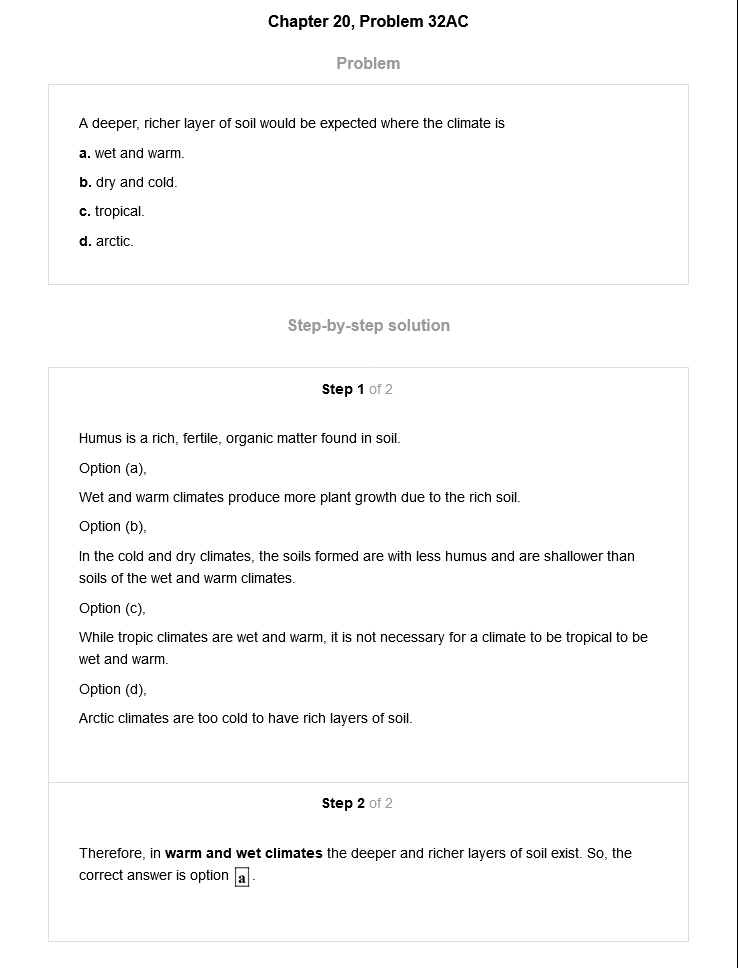 Chapter 20, Problem 32AC
Problem
A deeper, richer layer of soil would be expected where the climate is
a. wet and warm.
b. dry and cold.
c. tropical.
d. arctic.
Step-by-step solution
Step 1 of 2
Humus is a rich, fertile, organic matter found in soil.
Option (a),
Wet and warm climates produce more plant growth due to the rich soil.
Option (b),
In the cold and dry climates, the soils formed are with less humus and are shallower than
soils of the wet and warm climates.
Option (c),
While tropic climates are wet and warm, it is not necessary for a climate to be tropical to be
wet and warm.
Option (d),
Arctic climates are too cold to have rich layers of soil.
Step 2 of 2
Therefore, in warm and wet climates the deeper and richer layers of soil exist. So, the
correct answer is option a .